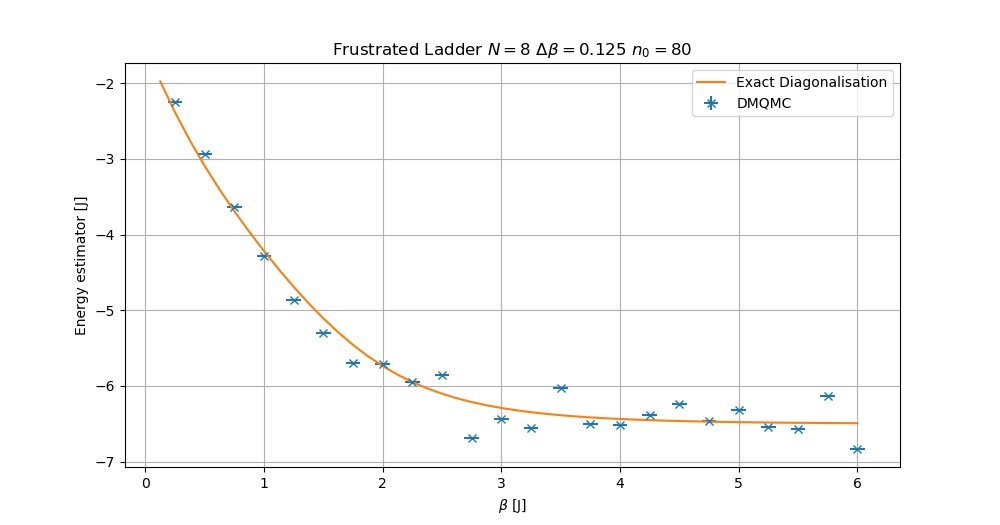 Frustrated Ladder N = 8 Δβ = 0.125 n₀ = 80
Exact Diagonalisation
DMQMC
Energy estimator [J]
−2
−3
−4
−5
−6
−7
0 1 2 3 4 5 6
β [J]